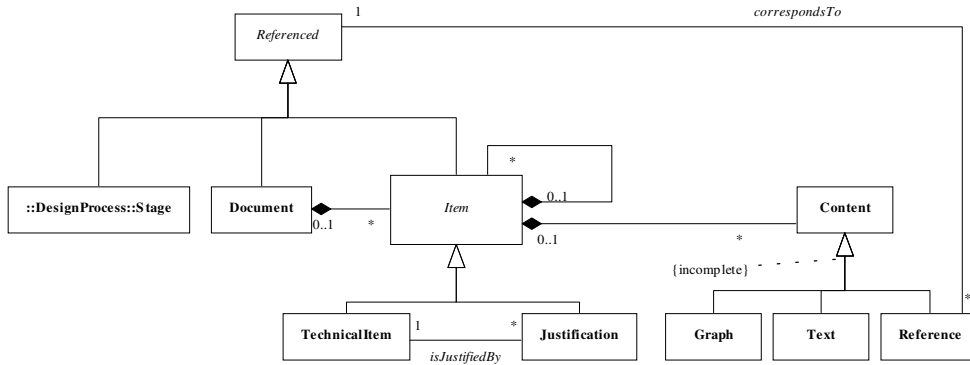 1
correspondsTo
Referenced
*
::DesignProcess::Stage
Document
Item
0..1
Content
0..1
*
0..1
*
{incomplete}
*
TechnicalItem
1
*
Justification
Graph
Text
Reference
isJustifiedBy